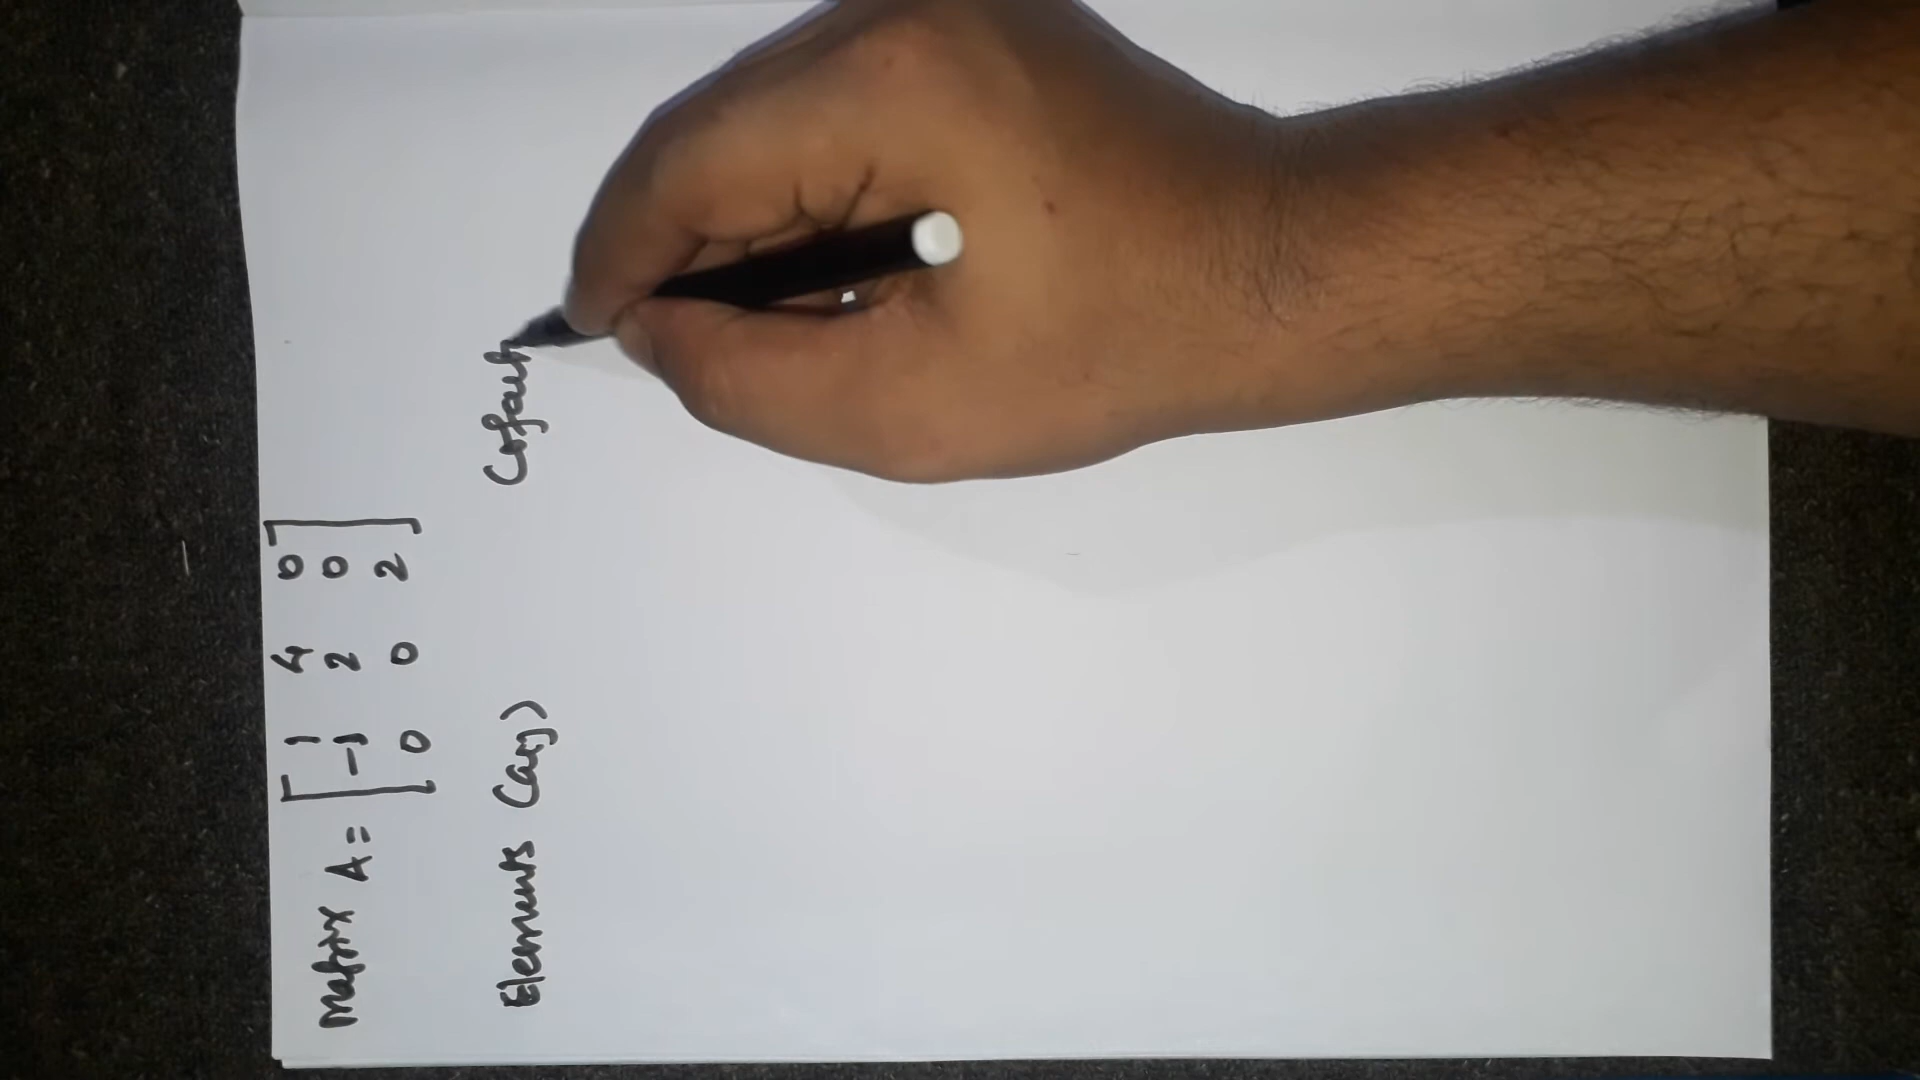 Matrix A = [ 1 4 0
-1 2 0
0 0 2 ]
Elements (aij) Cofact